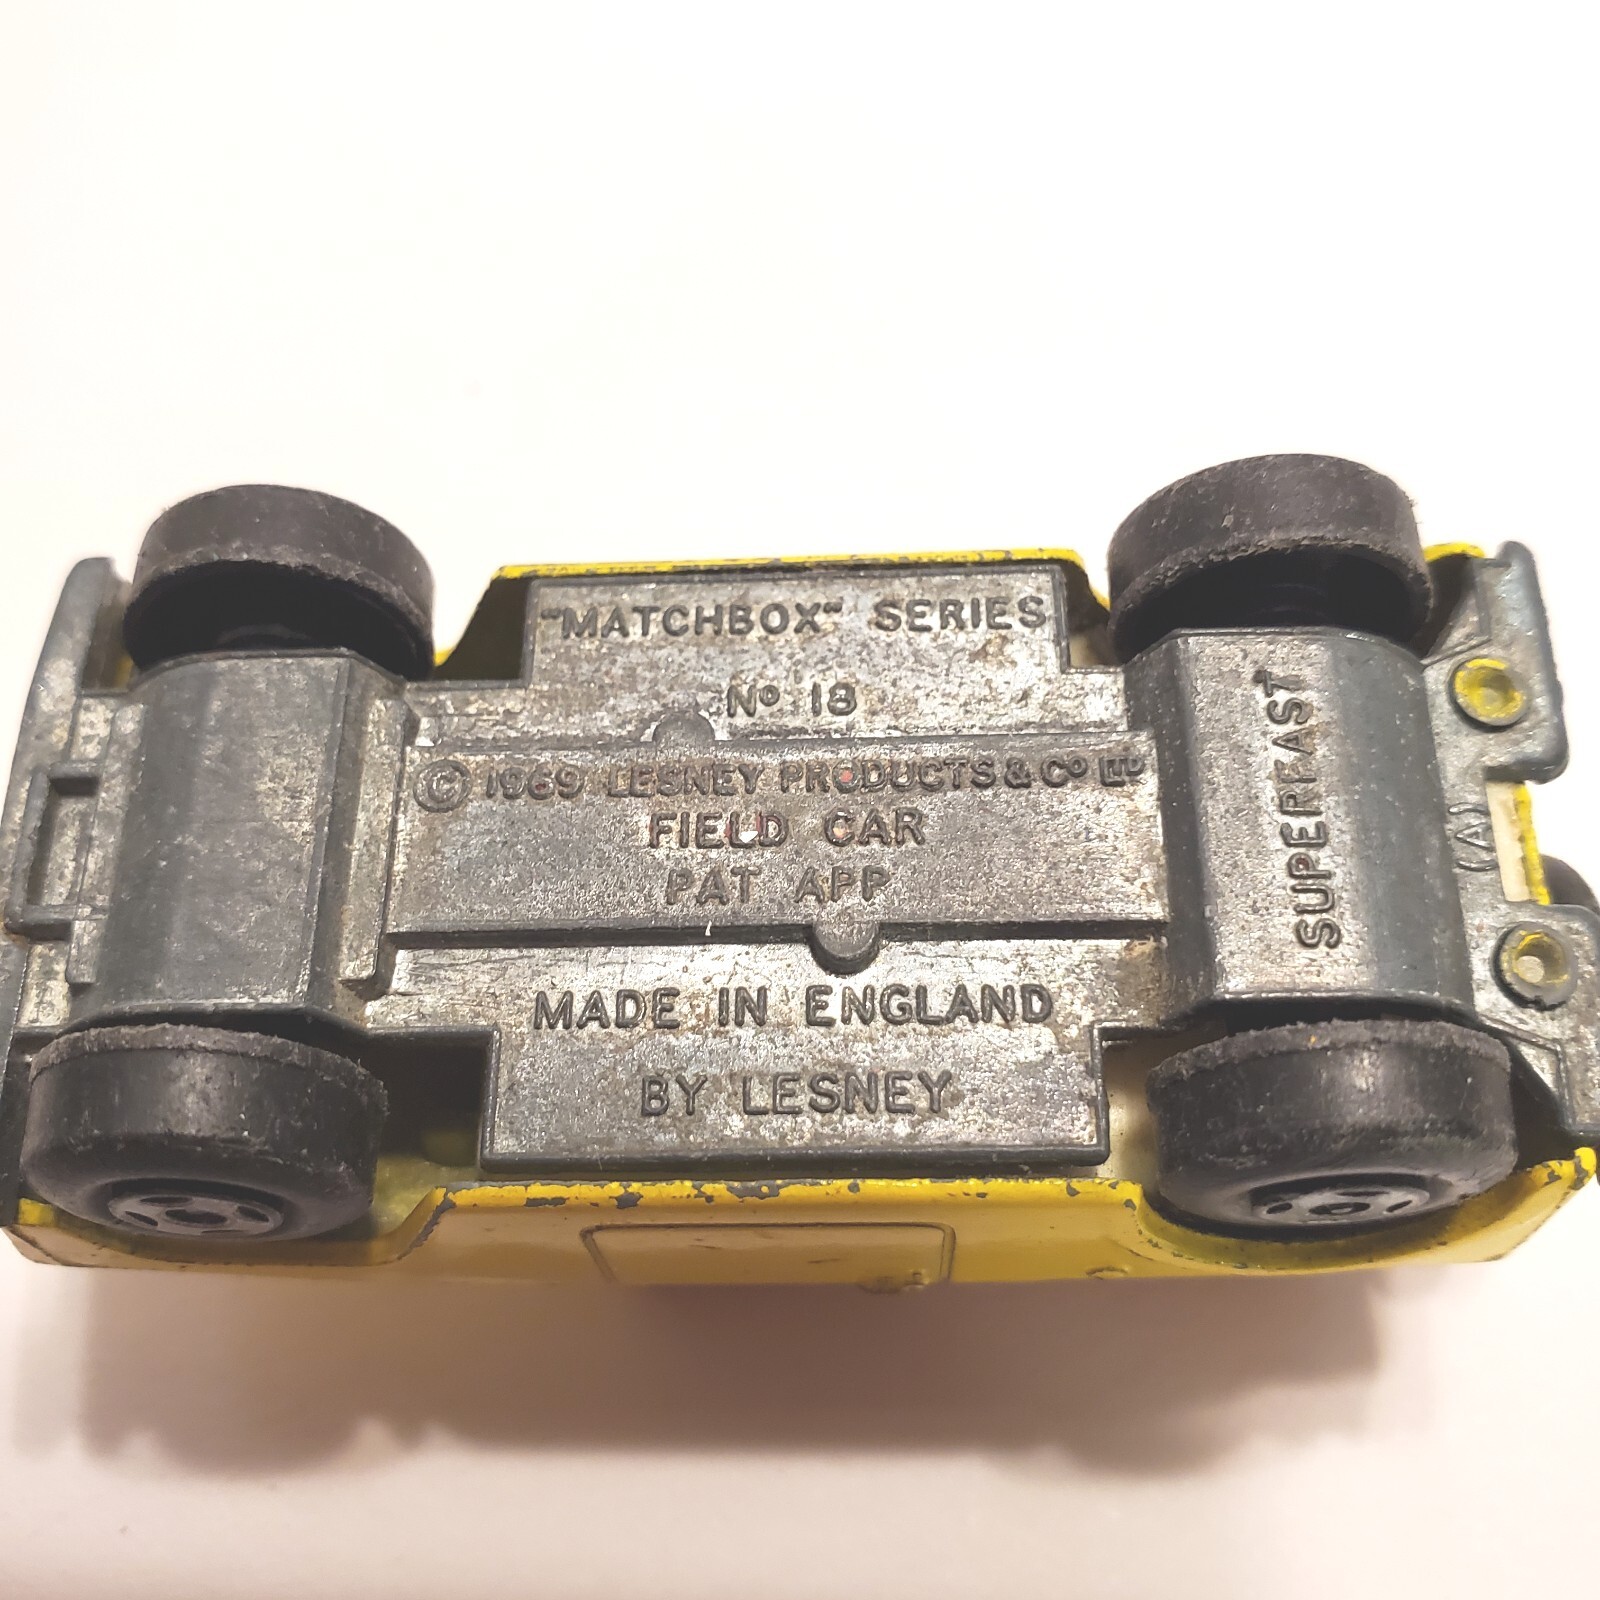 "MATCHBOX" SERIES
Nº 18
© 1969 LESNEY PRODUCTS & Cº LTD
FIELD CAR
PAT APP
MADE IN ENGLAND
BY LESNEY
SUPERFAST
(A)